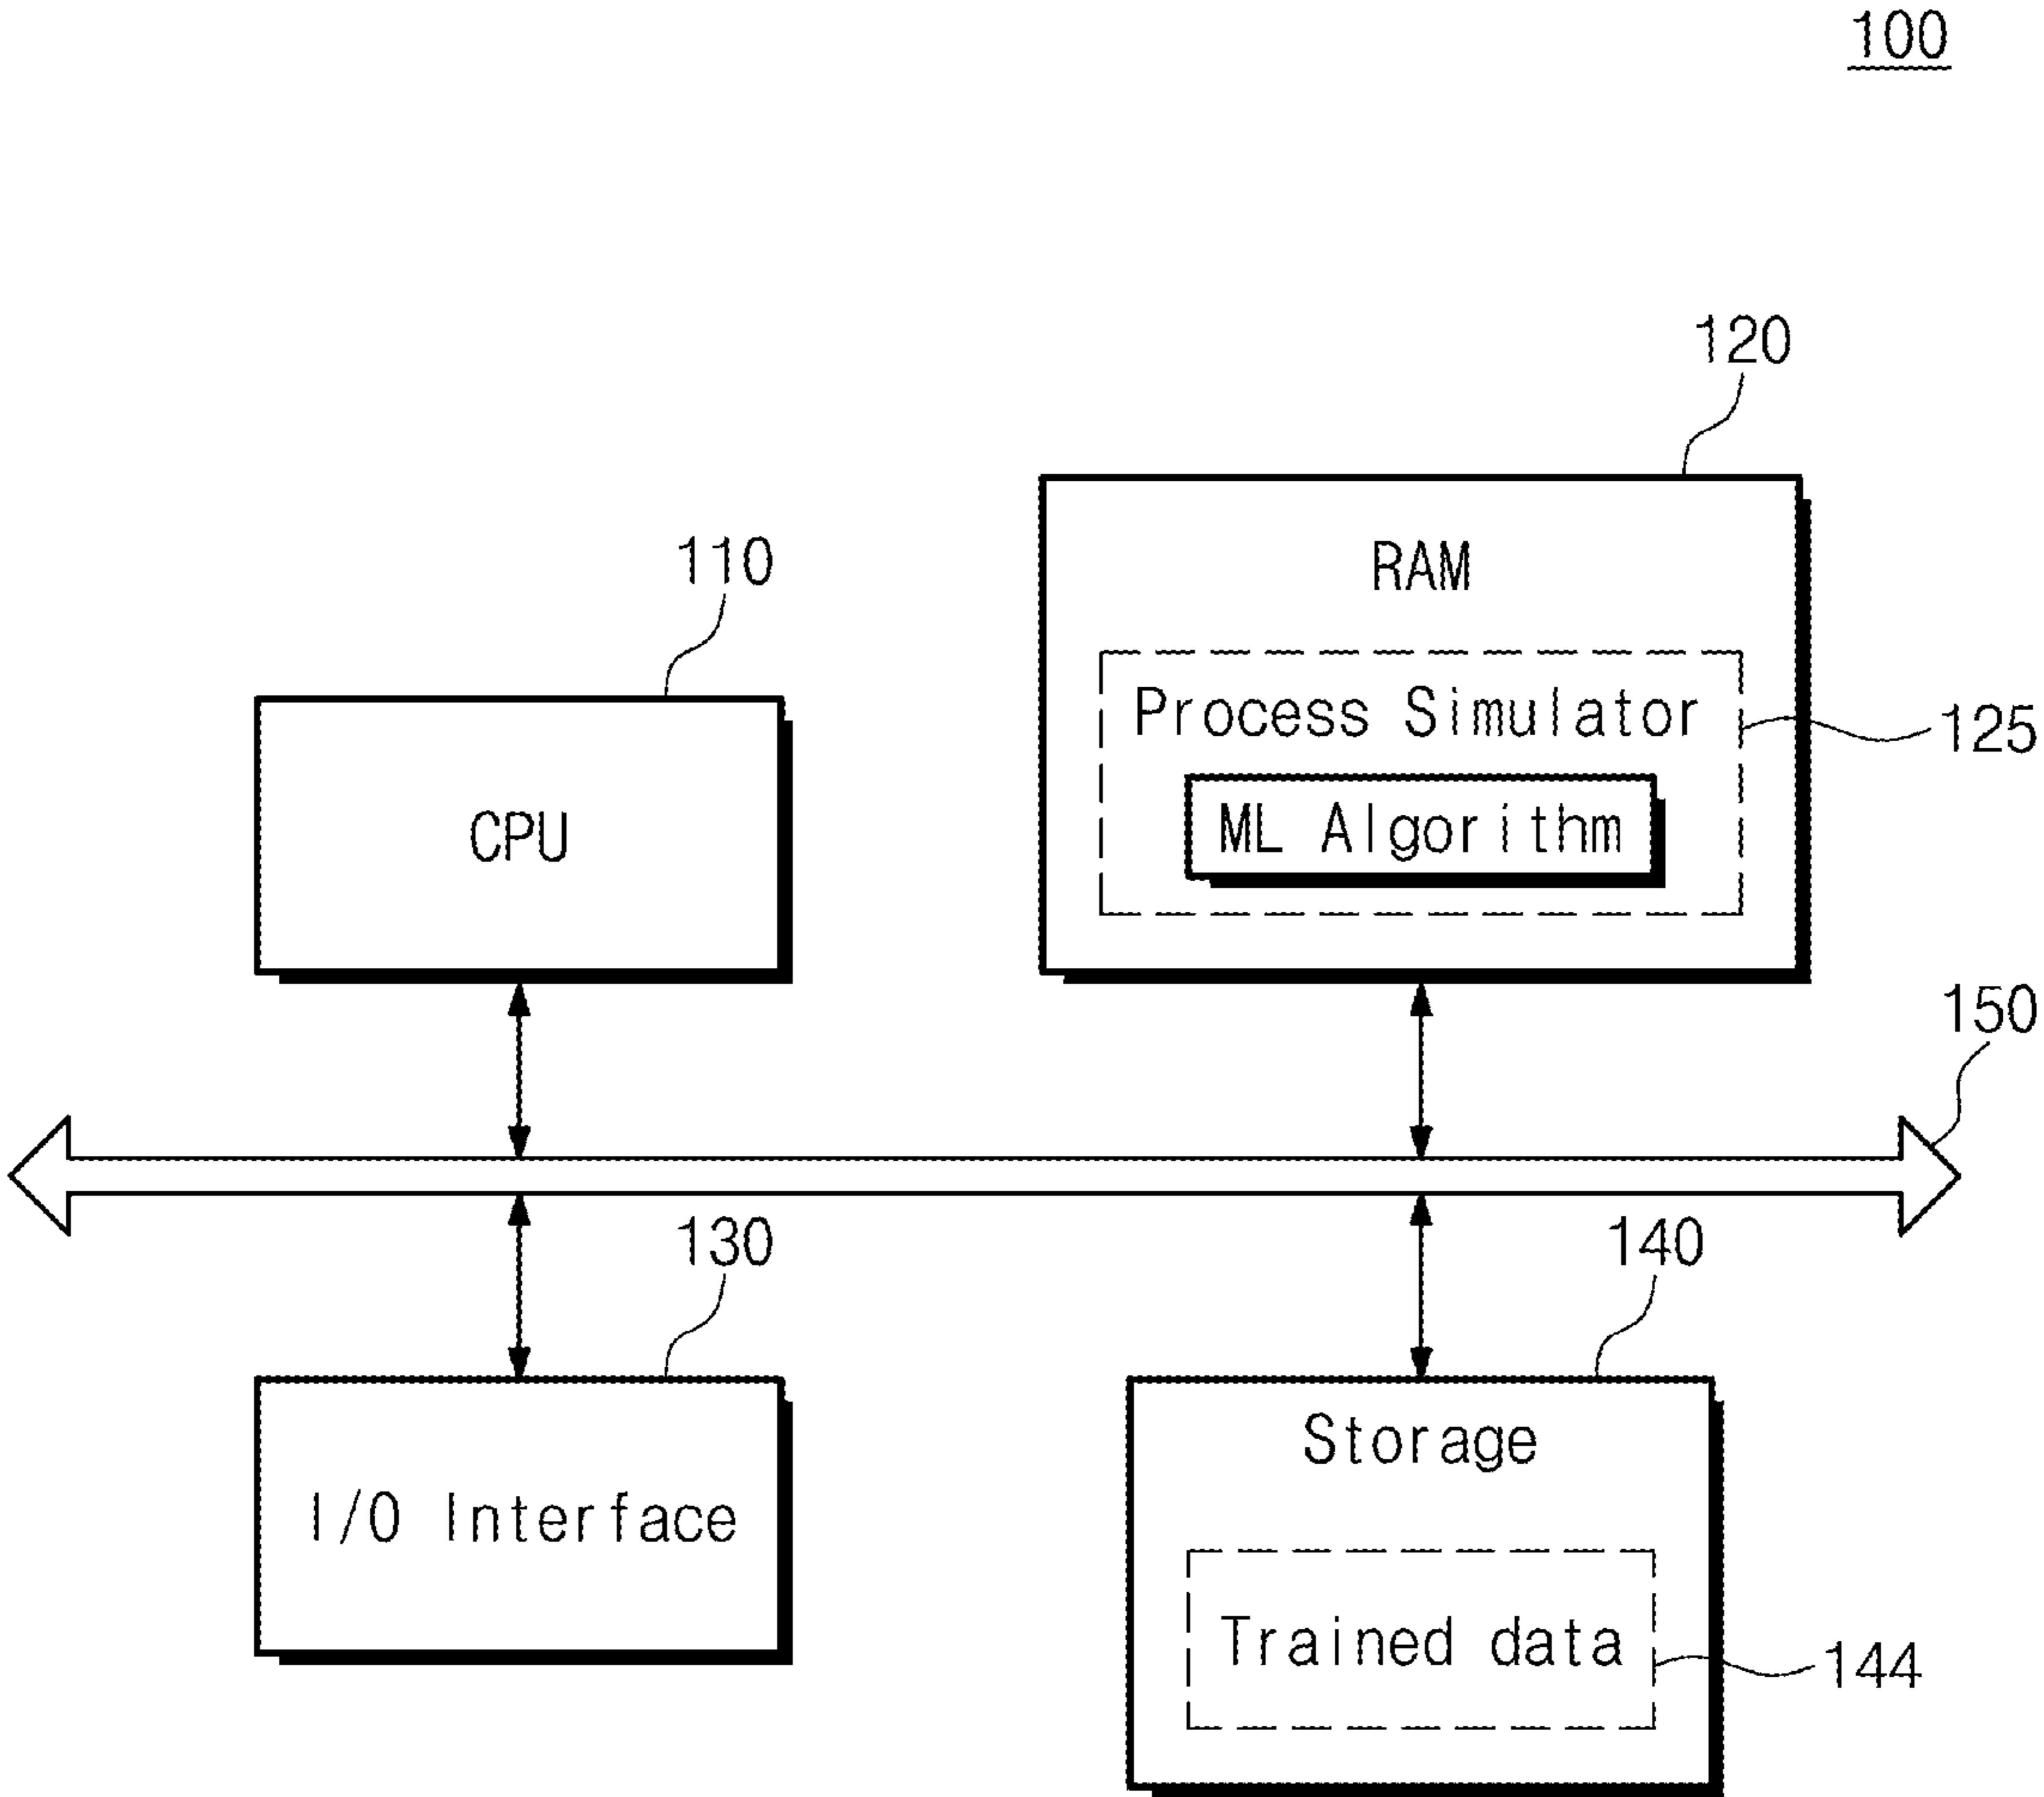 100
120
110
RAM
Process Simulator
125
ML Algorithm
CPU
150
130
140
Storage
I/O Interface
Trained data
144